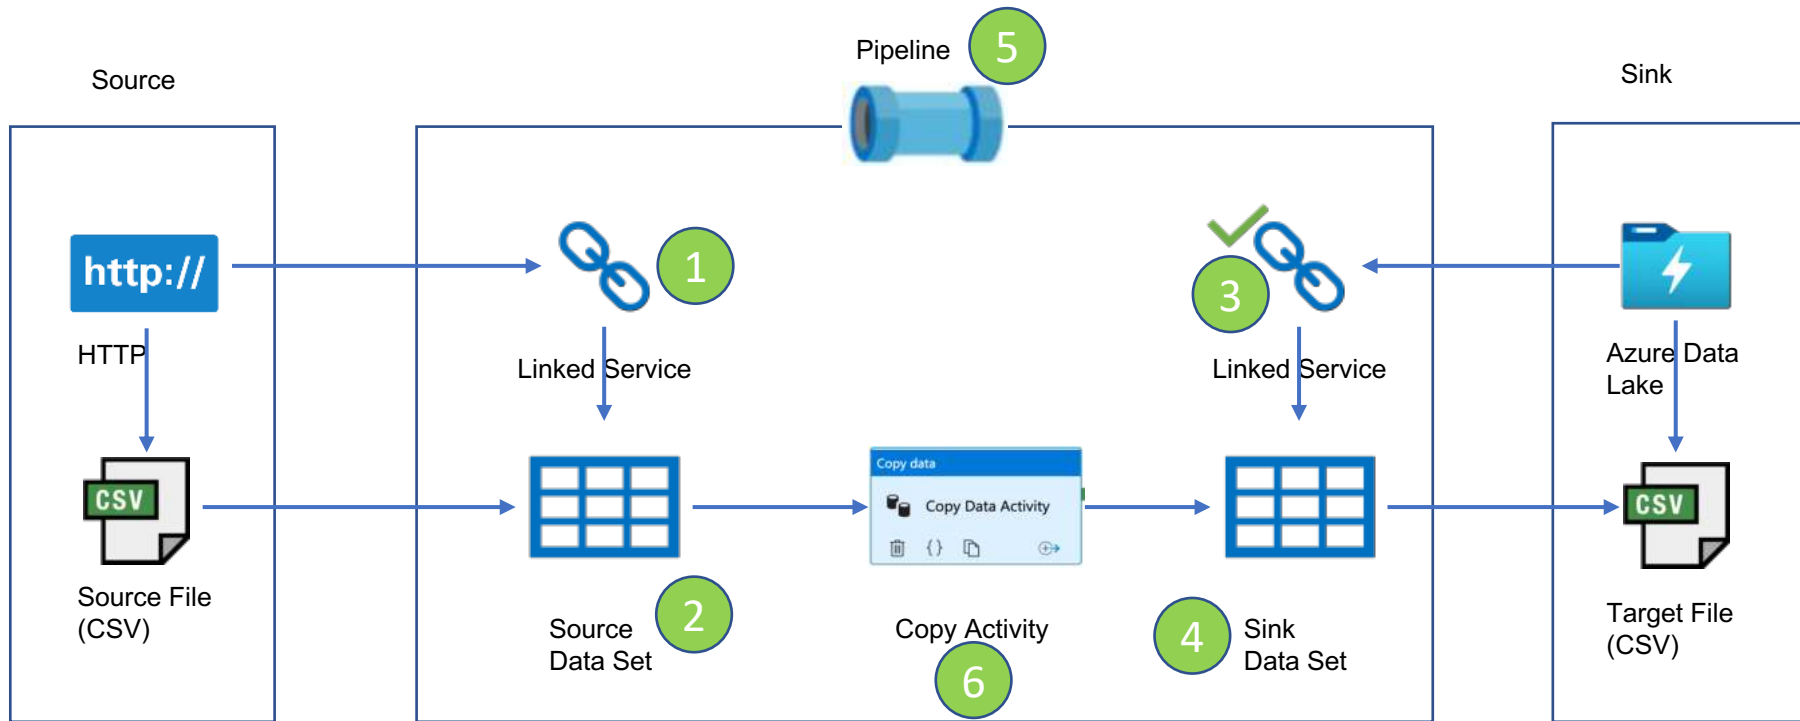 Pipeline
5
Source
Sink
http://
1
3
HTTP
Linked Service
Linked Service
Azure Data
Lake
CSV
Copy data
Copy Data Activity
{}
CSV
Source File
(CSV)
Source
Data Set
2
Copy Activity
6
4
Sink
Data Set
Target File
(CSV)